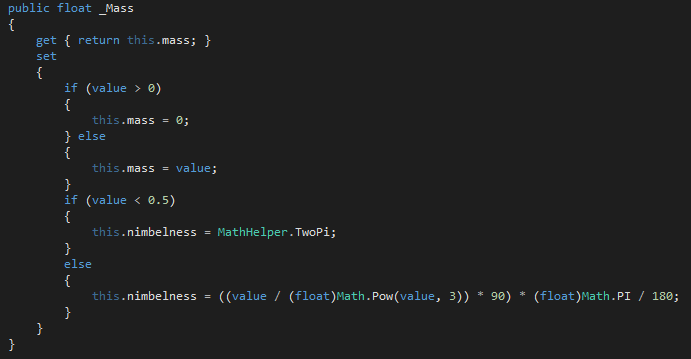 public float _Mass
{
    get { return this.mass; }
    set
    {
        if (value > 0)
        {
            this.mass = 0;
        } else
        {
            this.mass = value;
        }
        if (value < 0.5)
        {
            this.nimbelness = MathHelper.TwoPi;
        }
        else
        {
            this.nimbelness = ((value / (float)Math.Pow(value, 3)) * 90) * (float)Math.PI / 180;
        }
    }
}